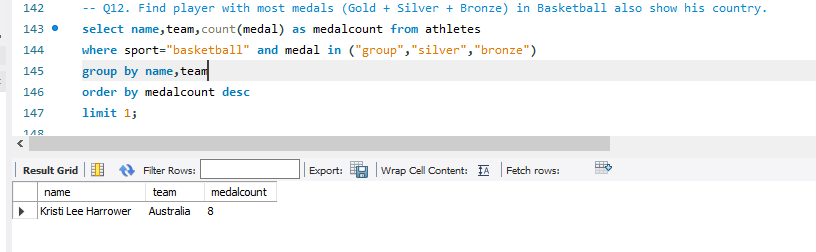 142 -- Q12. Find player with most medals (Gold + Silver + Bronze) in Basketball also show his country.
143 select name,team,count(medal) as medalcount from athletes
144 where sport="basketball" and medal in ("group","silver","bronze")
145 group by name,team
146 order by medalcount desc
147 limit 1;
148
Result Grid Filter Rows: Export: Wrap Cell Content: IA Fetch rows:
name team medalcount
Kristi Lee Harrower Australia 8